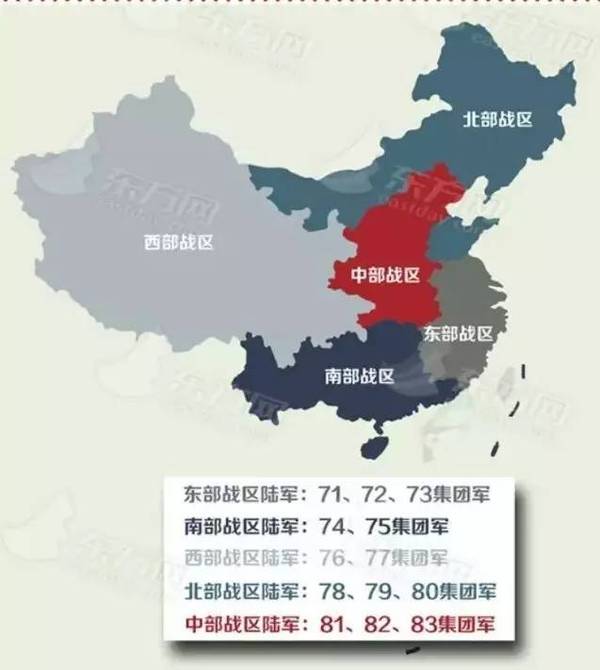 北部战区
西部战区
中部战区
东部战区
南部战区
东部战区陆军：71、72、73集团军
南部战区陆军：74、75集团军
西部战区陆军：76、77集团军
北部战区陆军：78、79、80集团军
中部战区陆军：81、82、83集团军
东方网
eastday.com